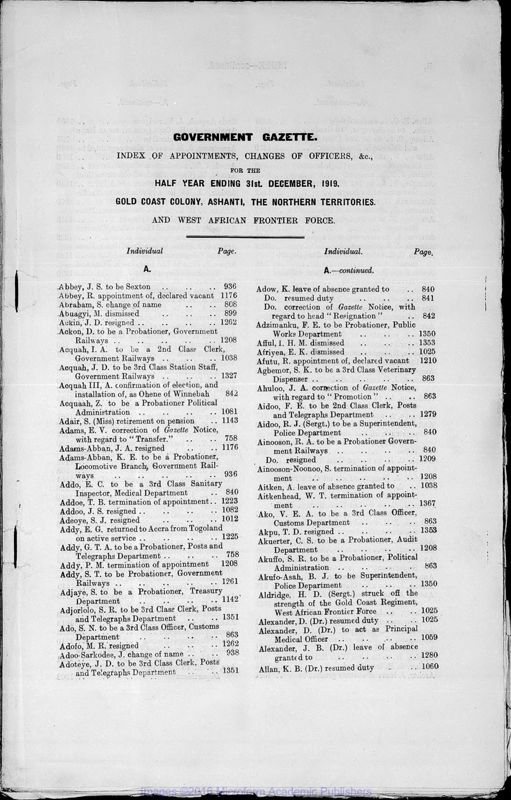 GOVERNMENT GAZETTE.
INDEX OF APPOINTMENTS, CHANGES OF OFFICERS, &c.,
FOR THE
HALF YEAR ENDING 31st. DECEMBER, 1919.
GOLD COAST COLONY, ASHANTI, THE NORTHERN TERRITORIES.
AND WEST AFRICAN FRONTIER FORCE.
Individual Page.
A.
Abbey, J. S. to be Sexton .. .. .. 936
Abbey, R. appointment of, declared vacant 1176
Abraham, S. change of name .. .. 808
Abuagyi, M. dismissed .. .. .. 899
Ackin, J. D. resigned .. .. .. 1262
Ackon, D. to be a Probationer, Government
Railways .. .. .. .. 1208
Acquah, I. A. to be a 2nd Class Clerk,
Government Railways .. .. .. 1038
Acquah, J. D. to be 3rd Class Station Staff,
Government Railways .. .. .. 1327
Acquah III, A. confirmation of election, and
installation of, as Ohene of Winnebah 842
Acquaah, Z. to be a Probationer Political
Administration .. .. .. .. 1081
Adair, S. (Miss) retirement on pension .. 1143
Adams, E. V. correction of Gazette Notice,
with regard to "Transfer." .. .. 758
Adams-Abban, J. A. resigned .. .. 1176
Adams-Abban, K. E. to be a Probationer,
Locomotive Branch, Government Rail-
ways .. .. .. .. .. 936
Addo, E. C. to be a 3rd Class Sanitary
Inspector, Medical Department .. 840
Addoe, T. B. termination of appointment .. 1223
Addoo, J. S. resigned .. .. .. 1082
Adeoye, S. J. resigned .. .. .. 1012
Addy, E. G. returned to Accra from Togoland
on active service .. .. .. .. 1225
Addy, G. T. A. to be a Probationer, Posts and
Telegraphs Department .. .. .. 758
Addy, P. M. termination of appointment 1208
Addy, S. T. to be Probationer, Government
Railways .. .. .. .. .. 1261
Adjaye, S. to be a Probationer, Treasury
Department .. .. .. .. 1142
Adjorlolo, S. R. to be 3rd Class Clerk, Posts
and Telegraphs Department .. .. 1351
Ado, S. N. to be a 3rd Class Officer, Customs
Department 863
Adofo, M. R. resigned .. .. .. 1262
Adoo-Sarkodee, J. change of name .. .. 938
Adoteye, J. D. to be 3rd Class Clerk, Posts
and Telegraphs Department .. .. 1351
Individual. Page,
A.—continued.
Adow, K. leave of absence granted to .. 840
Do. resumed duty .. .. .. 841
Do. correction of Gazette Notice, with
regard to head "Resignation" .. 842
Adzimanku, F. E. to be Probationer, Public
Works Department .. .. .. 1350
Afful, I. H. M. dismissed .. .. .. 1353
Afriyea, E. K. dismissed .. .. .. 1025
Afutu, R. appointment of, declared vacant 1210
Agbemor, S. K. to be a 3rd Class Veterinary
Dispenser .. .. .. .. .. 863
Ahuloo, J. A. correction of Gazette Notice,
with regard to "Promotion" .. .. 863
Aidoo, F. E. to be 2nd Class Clerk, Posts
and Telegraphs Department .. .. 1279
Aidoo, R. J. (Sergt.) to be a Superintendent,
Police Department .. .. .. 840
Ainooson, R. A. to be a Probationer Govern-
ment Railways .. .. .. .. 840
Do. resigned .. .. .. .. 1209
Ainooson-Noonoo, S. termination of appoint-
ment .. .. .. .. .. 1208
Aitken, A. leave of absence granted to .. 1038
Aitkenhead, W. T. termination of appoint-
ment .. .. .. .. .. 1367
Ako, V. E. A. to be a 3rd Class Officer,
Customs Department .. .. .. 863
Akpu, T. D. resigned .. .. .. 1353
Akuerter, C. S. to be a Probationer, Audit
Department .. .. .. .. 1208
Akuffo, S. R. to be a Probationer, Political
Administration .. .. .. .. 863
Akufo-Asah, B. J. to be Superintendent,
Police Department .. .. .. 1350
Aldridge, H. D. (Sergt.) struck off the
strength of the Gold Coast Regiment,
West African Frontier Force .. .. 1025
Alexander, D. (Dr.) resumed duty .. .. 1025
Alexander, D. (Dr.) to act as Principal
Medical Officer .. .. .. .. 1059
Alexander, J. B. (Dr.) leave of absence
granted to .. .. .. .. 1280
Allan, K. B. (Dr.) resumed duty .. .. 1060
Images ©2016 Microform Academic Publishers